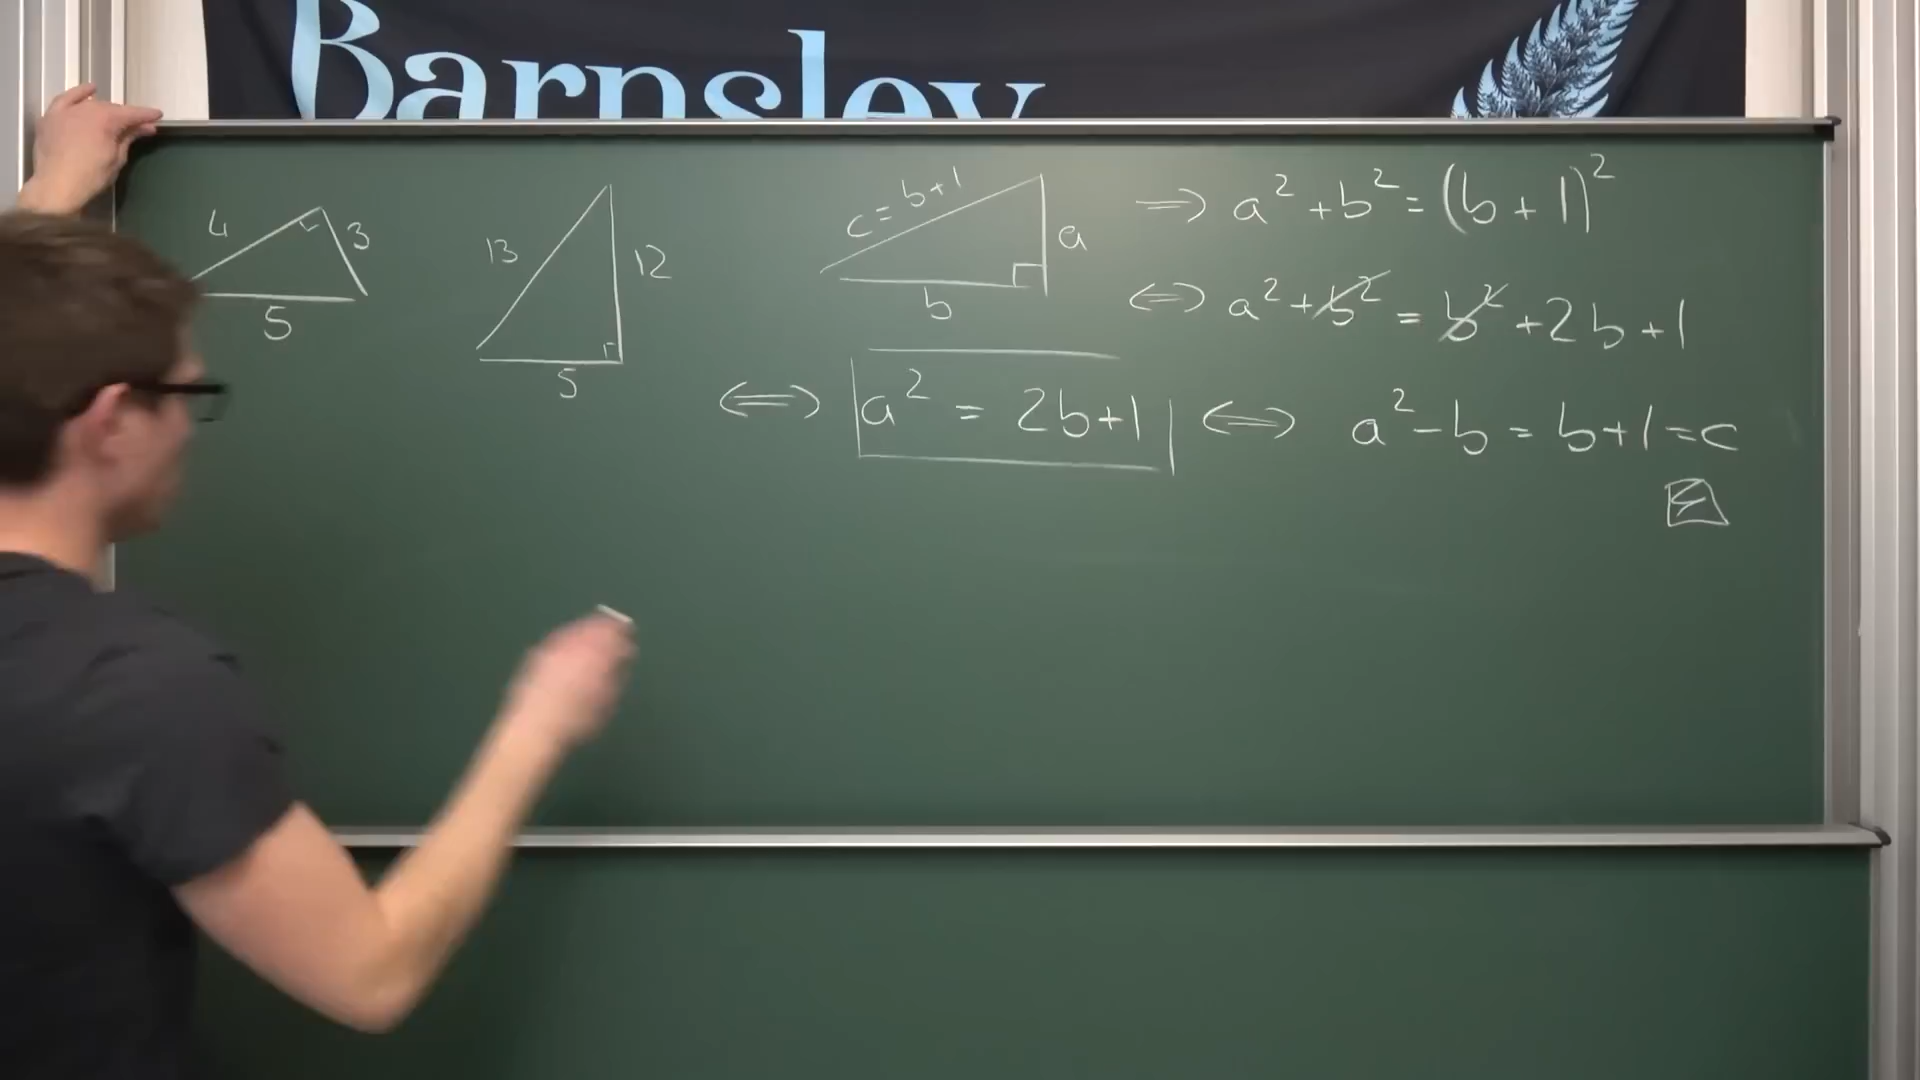 Barnsley
4
3
5
13
12
5
c = b+1
a
b
⇒ a² + b² = (b + 1)²
⇔ a² + b² = b² + 2b + 1
⇔ a² = 2b+1 ⇔ a² - b = b+1 = c